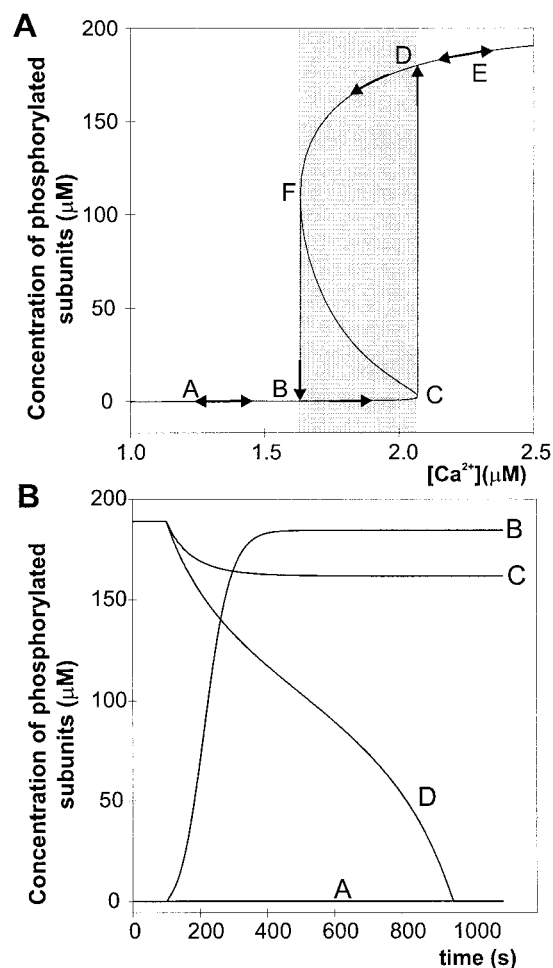 A
Concentration of phosphorylated
subunits (μM)
200
150
100
50
0
D
E
F
A
B
C
1.0
1.5
2.0
2.5
[Ca²⁺](μM)
B
Concentration of phosphorylated
subunits (μM)
200
150
100
50
0
B
C
D
A
0
200
400
600
800
1000
time (s)